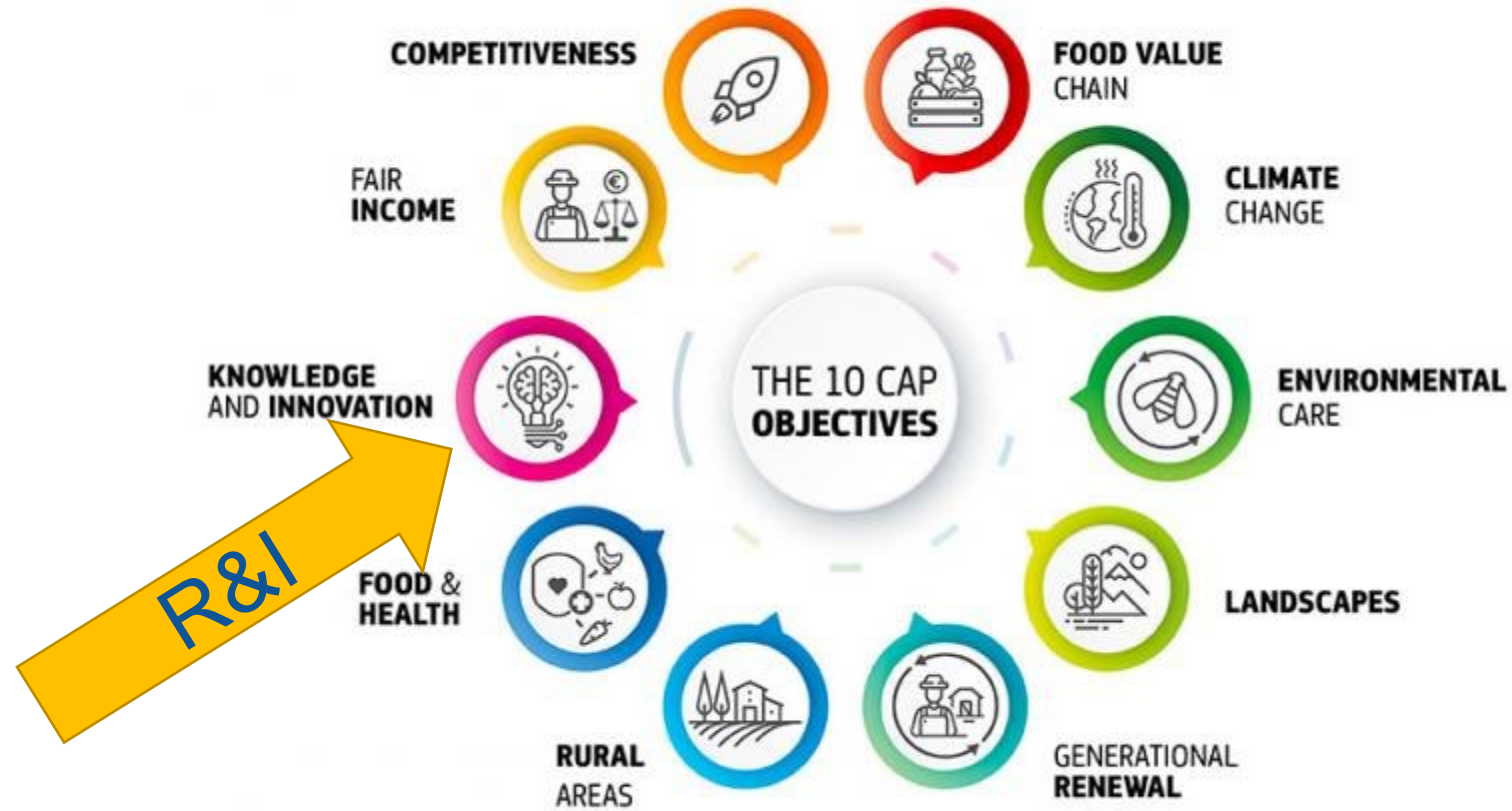 COMPETITIVENESS
FOOD VALUE
CHAIN
FAIR
INCOME
€
CLIMATE
CHANGE
KNOWLEDGE
AND INNOVATION
THE 10 CAP
OBJECTIVES
ENVIRONMENTAL
CARE
R&I
FOOD &
HEALTH
LANDSCAPES
RURAL
AREAS
GENERATIONAL
RENEWAL